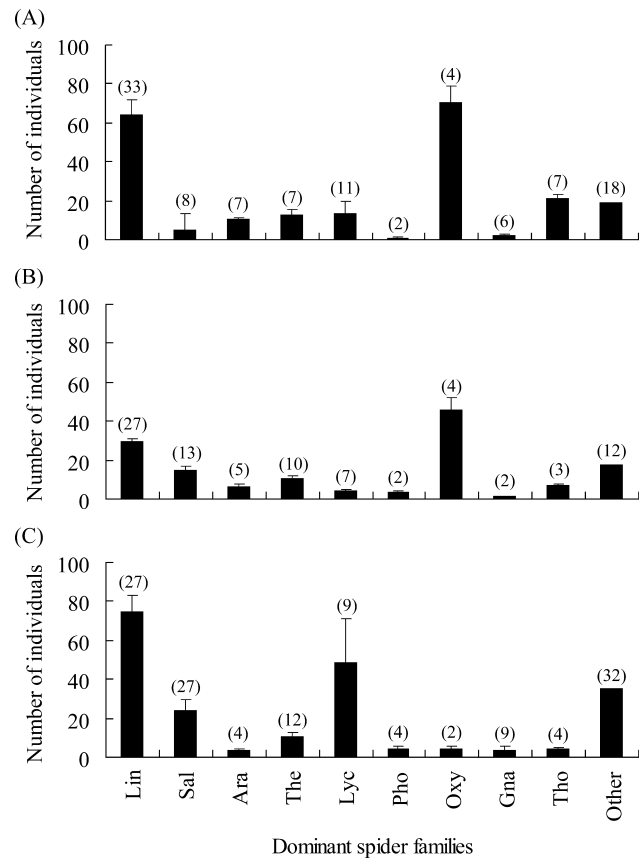 (A)
Number of individuals
100
80
60
40
20
0
(33)
(8)
(7)
(7)
(11)
(2)
(4)
(6)
(7)
(18)
(B)
Number of individuals
100
80
60
40
20
0
(27)
(13)
(5)
(10)
(7)
(2)
(4)
(2)
(3)
(12)
(C)
Number of individuals
100
80
60
40
20
0
(27)
(27)
(4)
(12)
(9)
(4)
(2)
(9)
(4)
(32)
Lin
Sal
Ara
The
Lyc
Pho
Oxy
Gna
Tho
Other
Dominant spider families